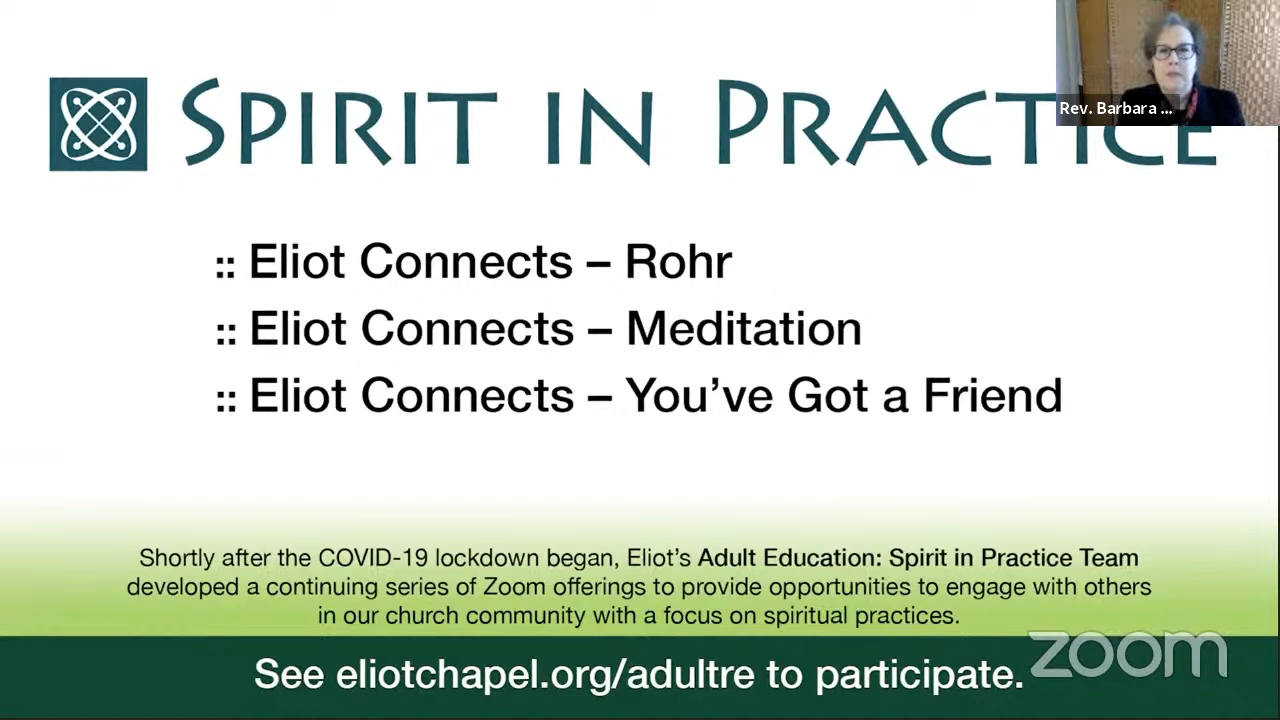 SPIRIT IN PRACTICE
Rev. Barbara ...
:: Eliot Connects – Rohr
:: Eliot Connects – Meditation
:: Eliot Connects – You’ve Got a Friend
Shortly after the COVID-19 lockdown began, Eliot’s Adult Education: Spirit in Practice Team
developed a continuing series of Zoom offerings to provide opportunities to engage with others
in our church community with a focus on spiritual practices.
zoom
See eliotchapel.org/adultre to participate.